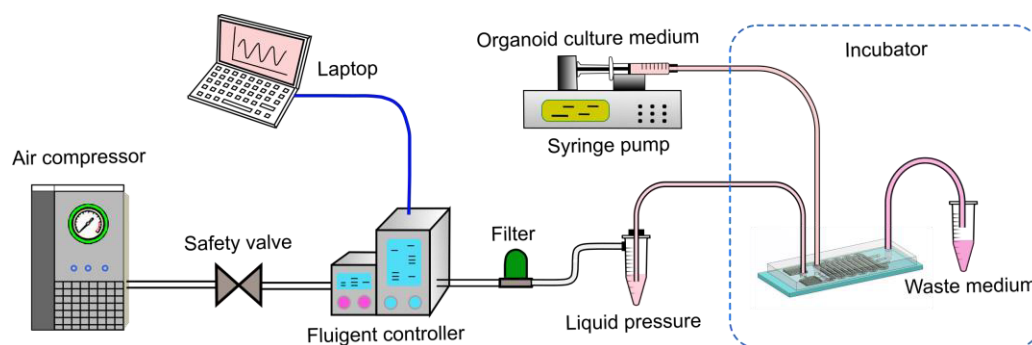 Organoid culture medium
Incubator
Laptop
Syringe pump
Air compressor
Safety valve
Filter
Fluigent controller
Liquid pressure
Waste medium